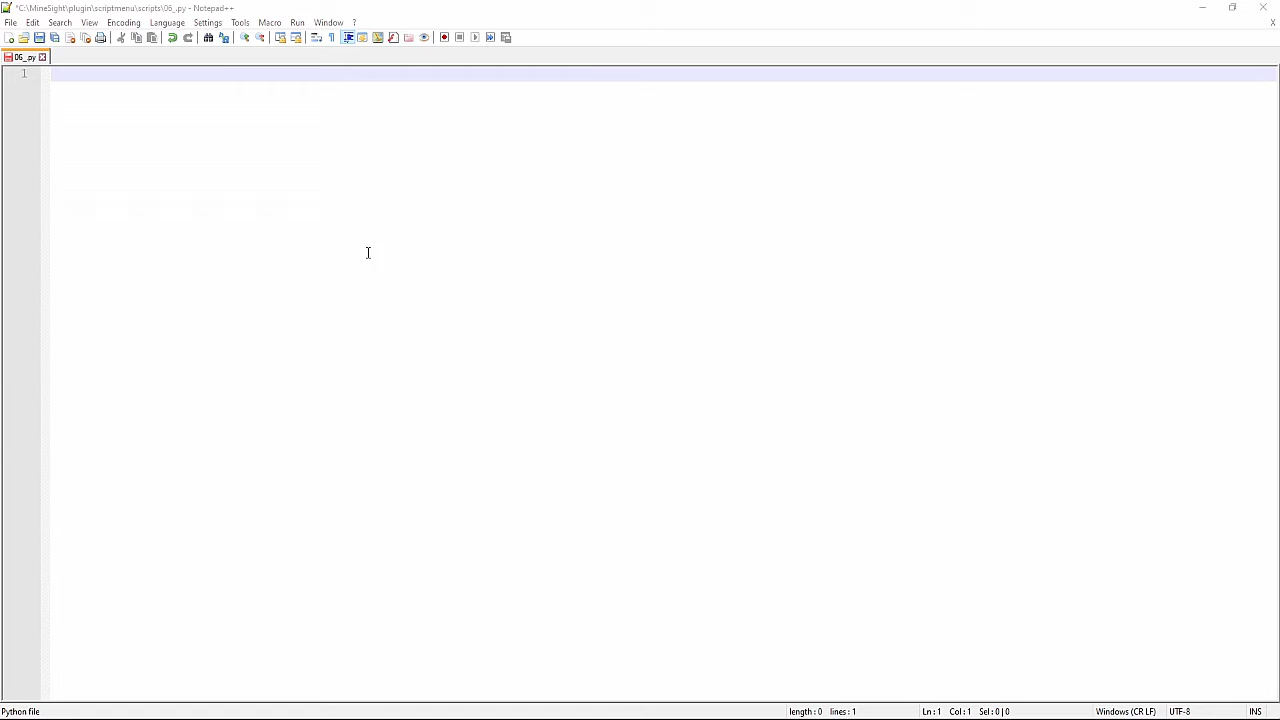 *C:\MineSight\plugin\scriptmenu\scripts\06_.py - Notepad++
File Edit Search View Encoding Language Settings Tools Macro Run Window ?
X
06_.py
1
Python file length : 0 lines : 1 Ln : 1 Col : 1 Sel : 0 | 0 Windows (CR LF) UTF-8 INS